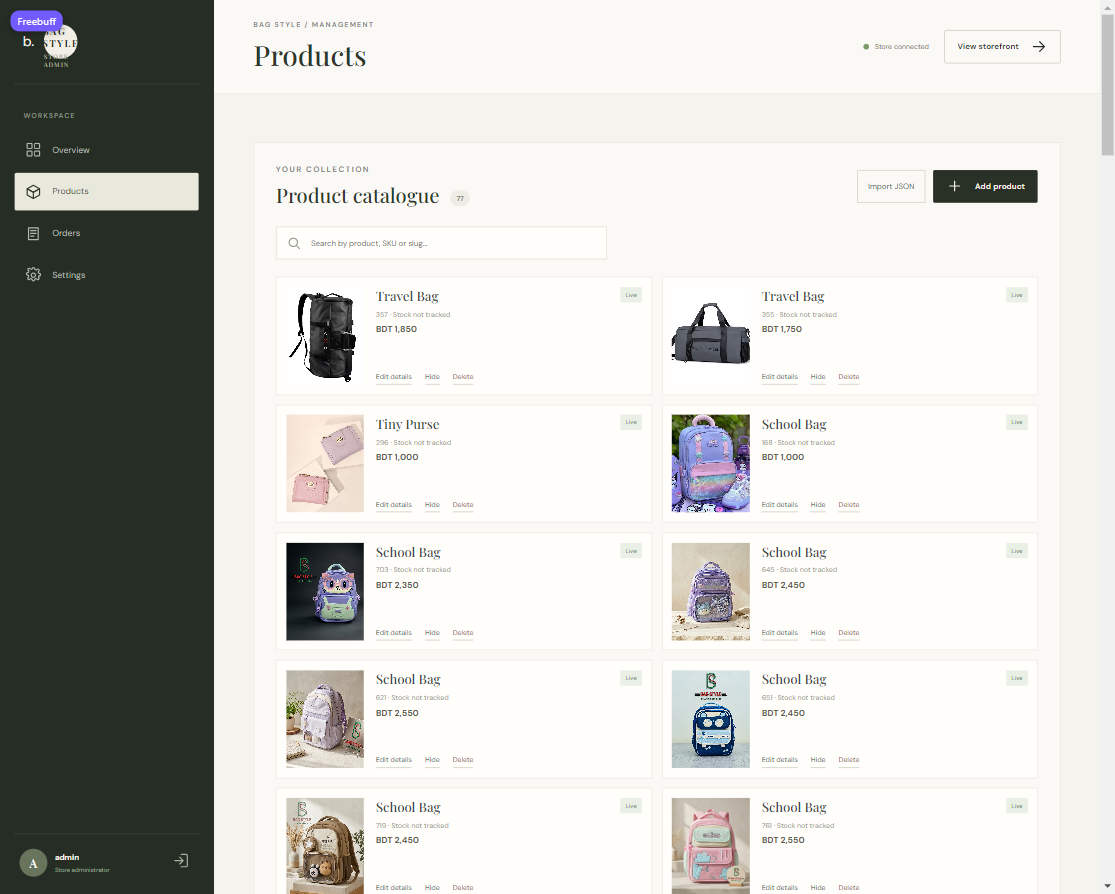 Freebuff
b.
BAG
STYLE
STORE
ADMIN
WORKSPACE
Overview
Products
Orders
Settings
A
admin
Store administrator
BAG STYLE / MANAGEMENT
Products
Store connected
View storefront
YOUR COLLECTION
Product catalogue 77
Import JSON
Add product
Search by product, SKU or slug...
Travel Bag
Live
357 · Stock not tracked
BDT 1,850
Edit details Hide Delete
Travel Bag
Live
355 · Stock not tracked
BDT 1,750
Edit details Hide Delete
Tiny Purse
Live
296 · Stock not tracked
BDT 1,000
Edit details Hide Delete
School Bag
Live
168 · Stock not tracked
BDT 1,000
Edit details Hide Delete
School Bag
Live
703 · Stock not tracked
BDT 2,350
Edit details Hide Delete
School Bag
Live
645 · Stock not tracked
BDT 2,450
Edit details Hide Delete
School Bag
Live
621 · Stock not tracked
BDT 2,550
Edit details Hide Delete
BAG STYLE
School Bag
Live
651 · Stock not tracked
BDT 2,450
Edit details Hide Delete
BAG STYLE
School Bag
Live
719 · Stock not tracked
BDT 2,450
Edit details Hide Delete
School Bag
Live
761 · Stock not tracked
BDT 2,550
Edit details Hide Delete